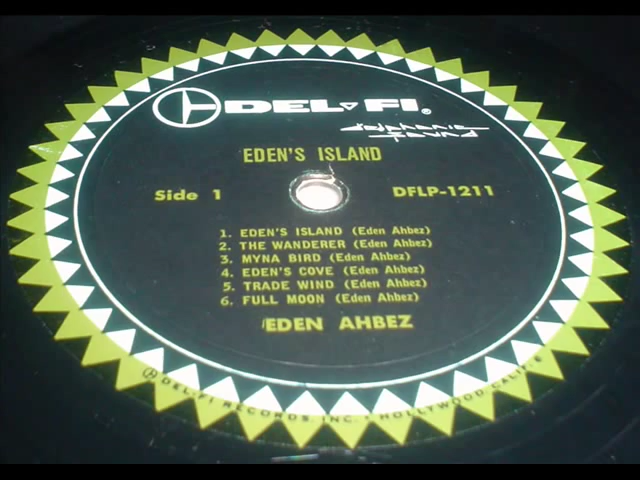 DEL-FI ®
delphonic
sound
EDEN'S ISLAND
Side 1
DFLP-1211
1. EDEN'S ISLAND (Eden Ahbez)
2. THE WANDERER (Eden Ahbez)
3. MYNA BIRD (Eden Ahbez)
4. EDEN'S COVE (Eden Ahbez)
5. TRADE WIND (Eden Ahbez)
6. FULL MOON (Eden Ahbez)
EDEN AHBEZ
DEL-FI RECORDS INC. • HOLLYWOOD CALIF.